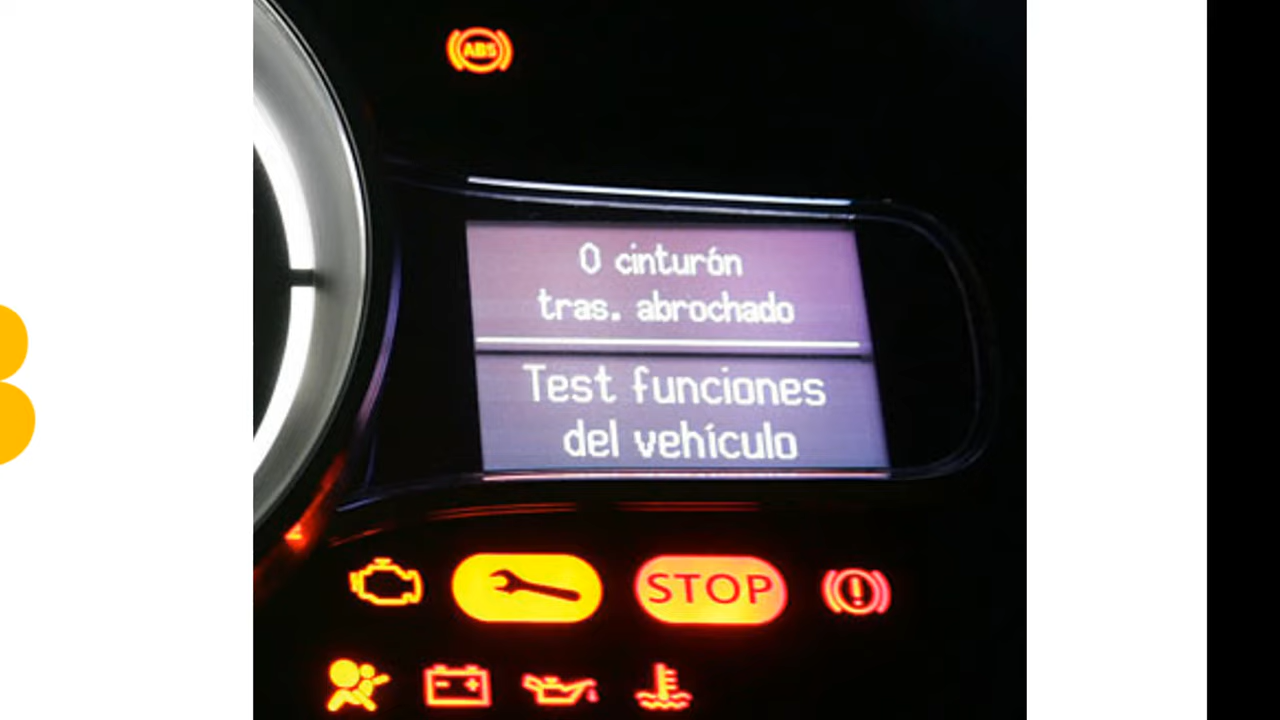 ABS
0 cinturón
tras. abrochado
Test funciones
del vehículo
STOP